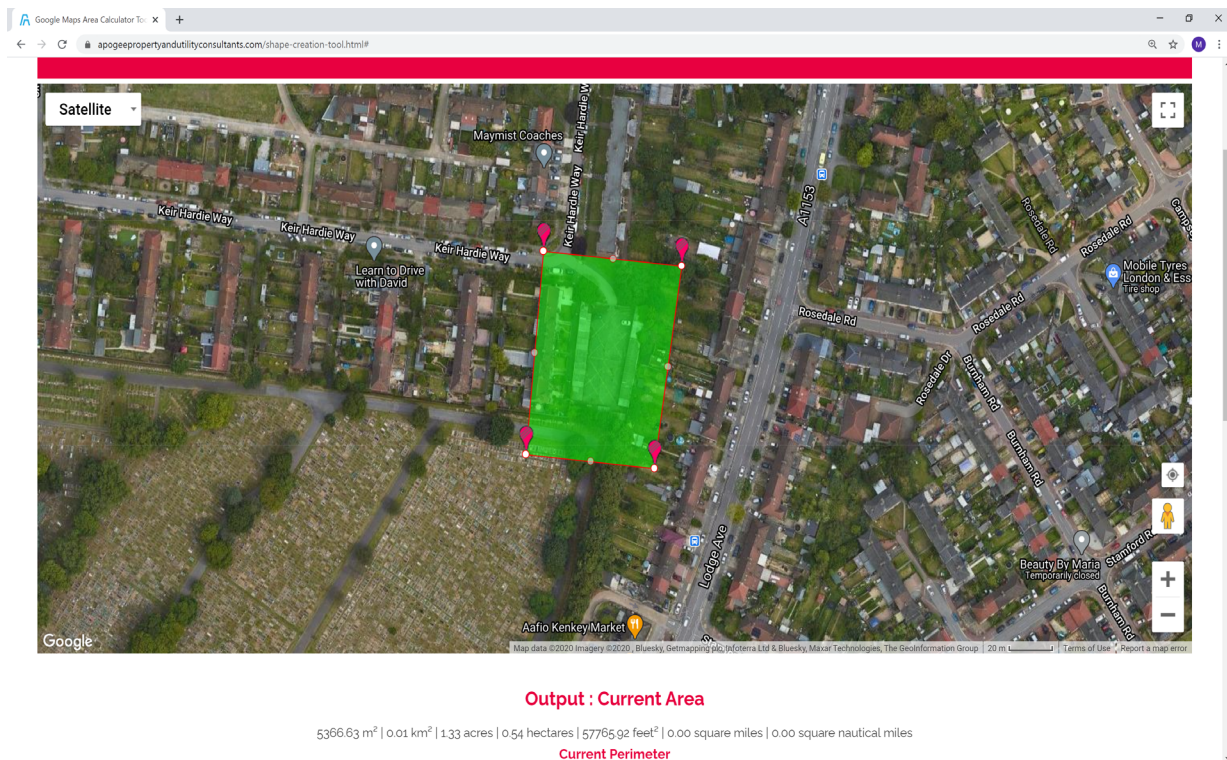 Google Maps Area Calculator Too
apogeepropertyandutilityconsultants.com/shape-creation-tool.html#
M
Satellite
Maymist Coaches
Keir Hardie Way
Keir Hardie Way
Keir Hardie Way
A1153
Keir Hardie Way
Keir Hardie Way
Keir Hardie Way
Learn to Drive
with David
Rosedale Rd
Rosedale Rd
Mobile Tyres
London & Ess
Tire shop
Rosedale Rd
Rosedale Rd
Rosedale Dr
Burnham Rd
Burnham Rd
Lodge Ave
Stamford R
Beauty By Maria
Temporarily closed
Burnham Rd
Aafio Kenkey Market
Google
Map data ©2020 Imagery ©2020 , Bluesky, Getmapping plc, Infoterra Ltd & Bluesky, Maxar Technologies, The GeoInformation Group
20 m
Terms of Use
Report a map error
Output : Current Area
5366.63 m² | 0.01 km² | 1.33 acres | 0.54 hectares | 57765.92 feet² | 0.00 square miles | 0.00 square nautical miles
Current Perimeter